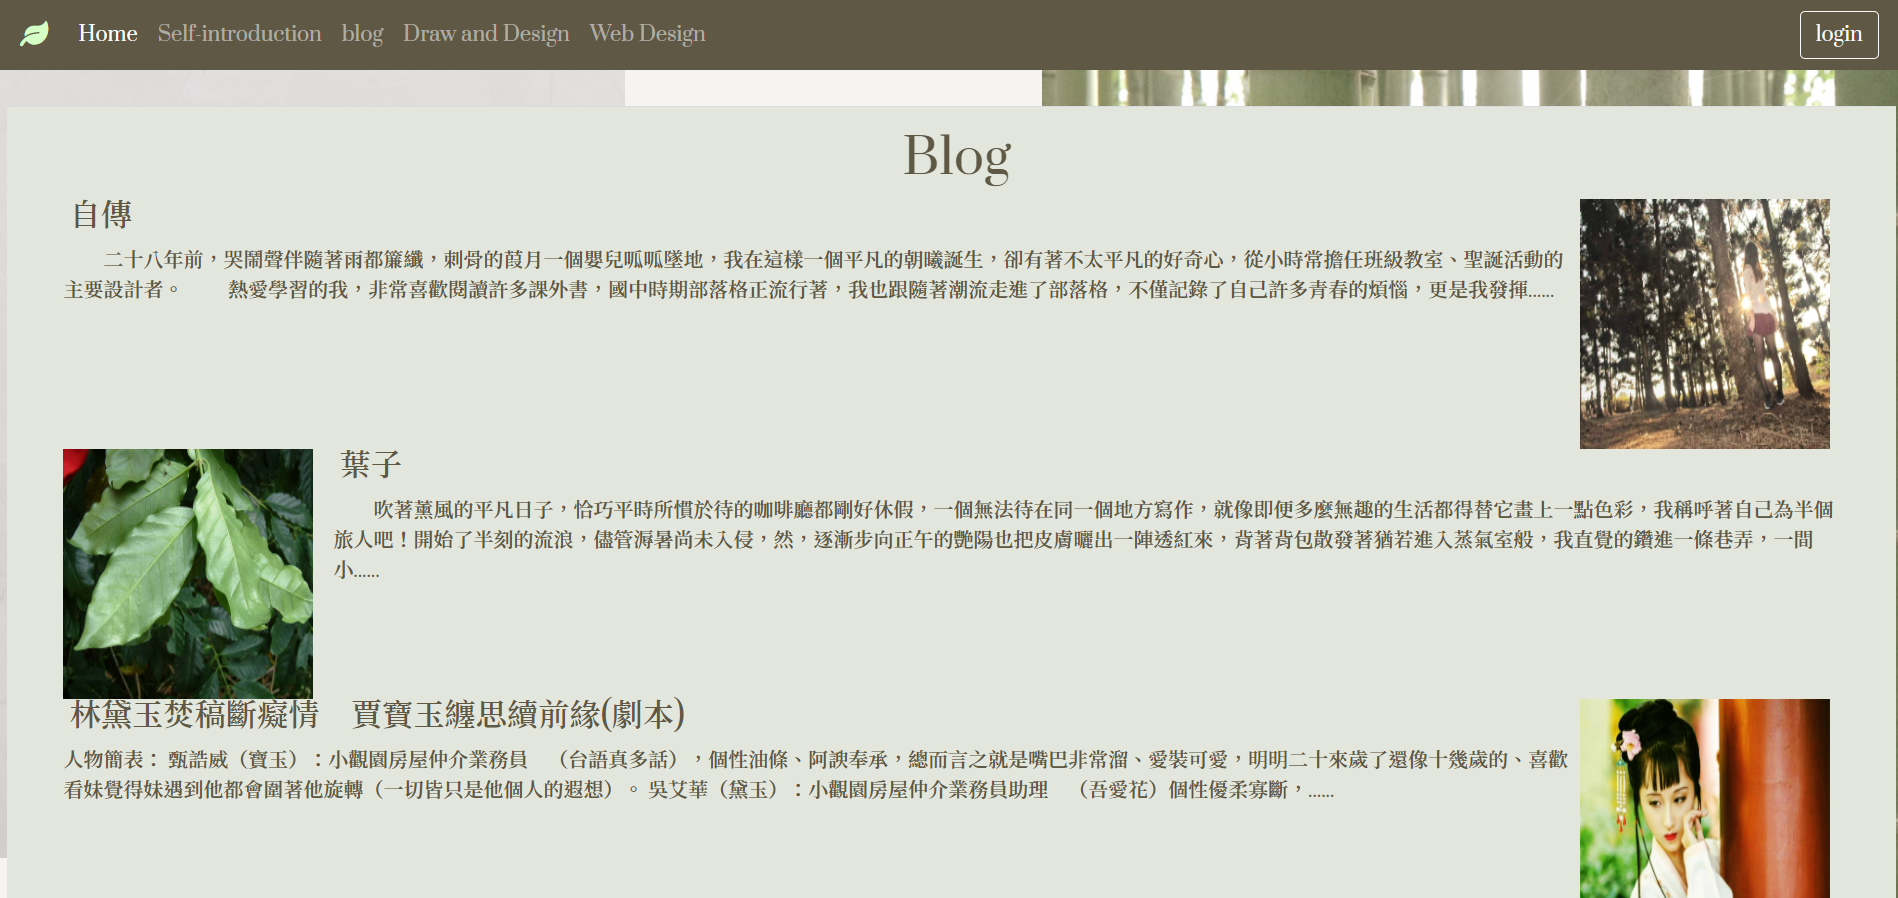 Home Self-introduction blog Draw and Design Web Design login
Blog
自傳
二十八年前，哭鬧聲伴隨著雨都簾纖，刺骨的葭月一個嬰兒呱呱墜地，我在這樣一個平凡的朝曦誕生，卻有著不太平凡的好奇心，從小時常擔任班級教室、聖誕活動的
主要設計者。　　熱愛學習的我，非常喜歡閱讀許多課外書，國中時期部落格正流行著，我也跟隨著潮流走進了部落格，不僅記錄了自己許多青春的煩惱，更是我發揮......
葉子
吹著薰風的平凡日子，恰巧平時所慣於待的咖啡廳都剛好休假，一個無法待在同一個地方寫作，就像即便多麼無趣的生活都得替它畫上一點色彩，我稱呼著自己為半個
旅人吧！開始了半刻的流浪，儘管溽暑尚未入侵，然，逐漸步向正午的艷陽也把皮膚曬出一陣透紅來，背著背包散發著猶若進入蒸氣室般，我直覺的鑽進一條巷弄，一間
小......
林黛玉焚稿斷癡情　賈寶玉纏思續前緣(劇本)
人物簡表： 甄誥威（寶玉）：小觀園房屋仲介業務員　（台語真多話），個性油條、阿諛奉承，總而言之就是嘴巴非常溜、愛裝可愛，明明二十來歲了還像十幾歲的、喜歡
看妹覺得妹遇到他都會圍著他旋轉（一切皆只是他個人的遐想）。 吳艾華（黛玉）：小觀園房屋仲介業務員助理　（吾愛花）個性優柔寡斷，......